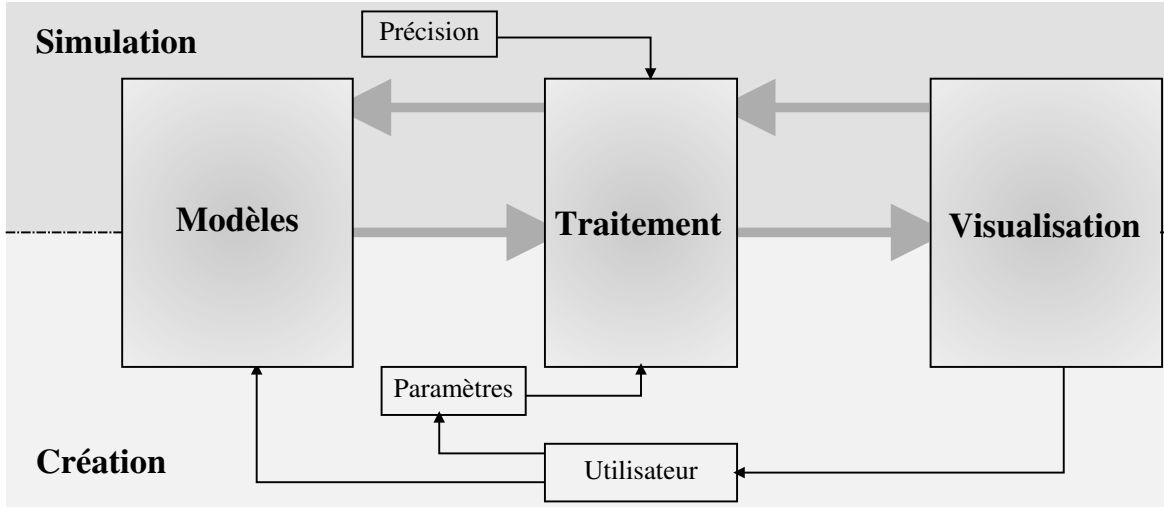 Précision
Simulation
Modèles
Traitement
Visualisation
Paramètres
Création
Utilisateur